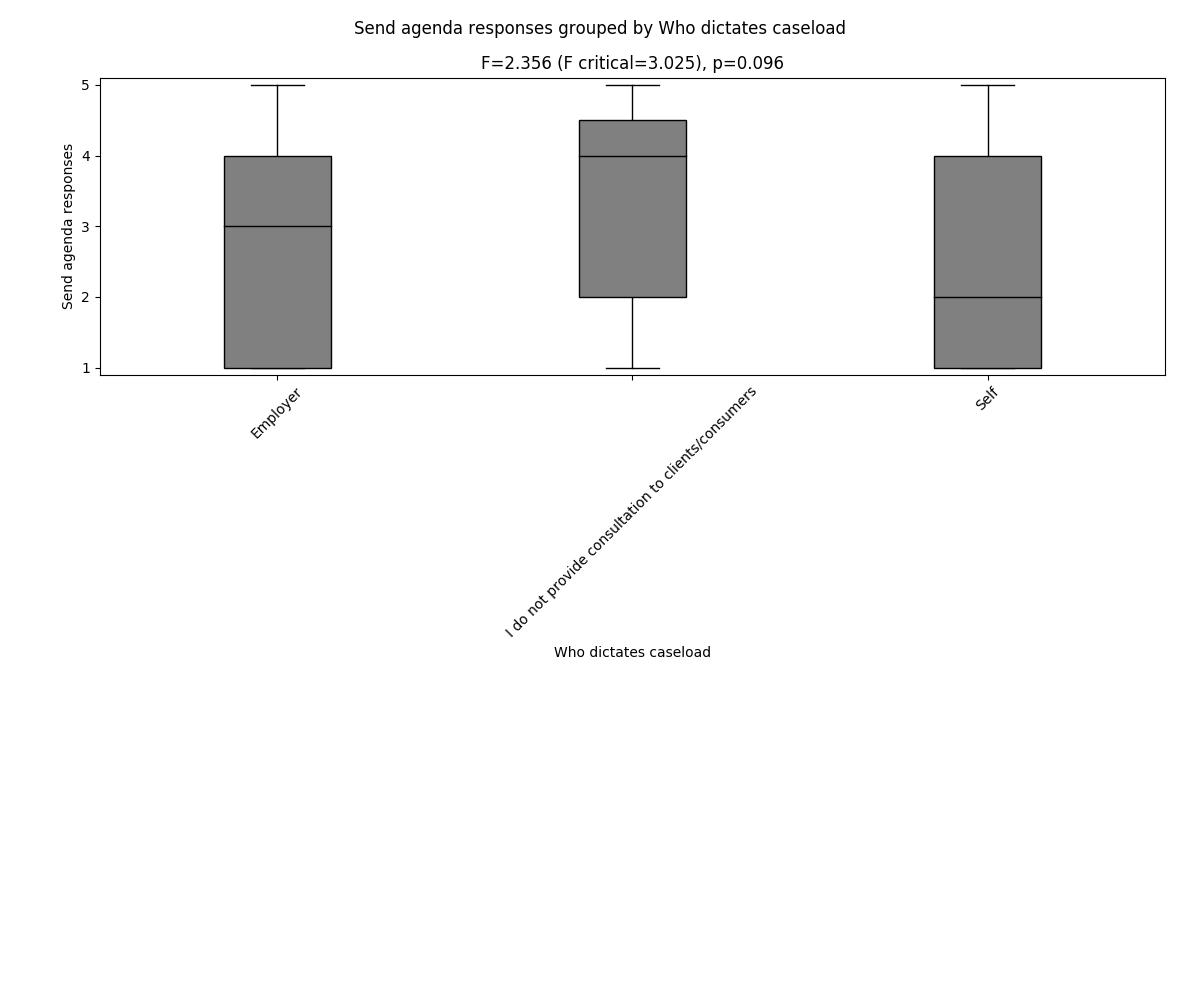 Send agenda responses grouped by Who dictates caseload
F=2.356 (F critical=3.025), p=0.096
Send agenda responses
5
4
3
2
1
Employer
I do not provide consultation to clients/consumers
Self
Who dictates caseload